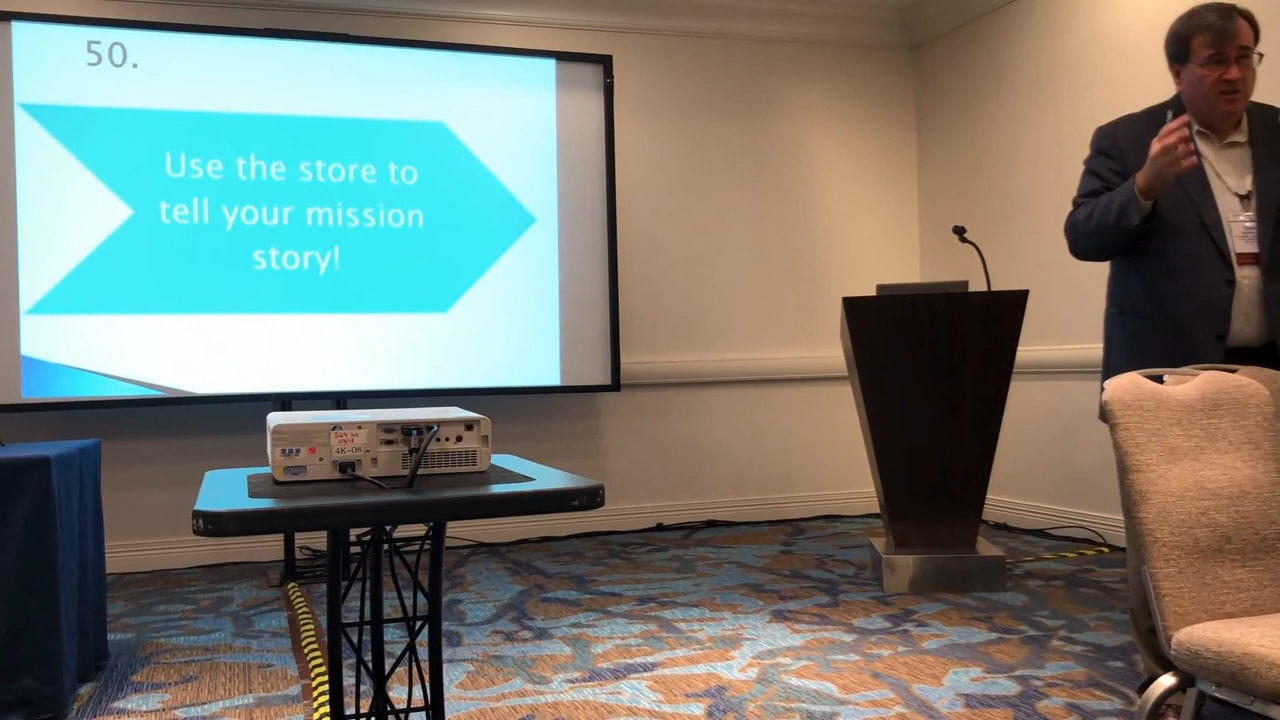 50.
Use the store to
tell your mission
story!
4K-08